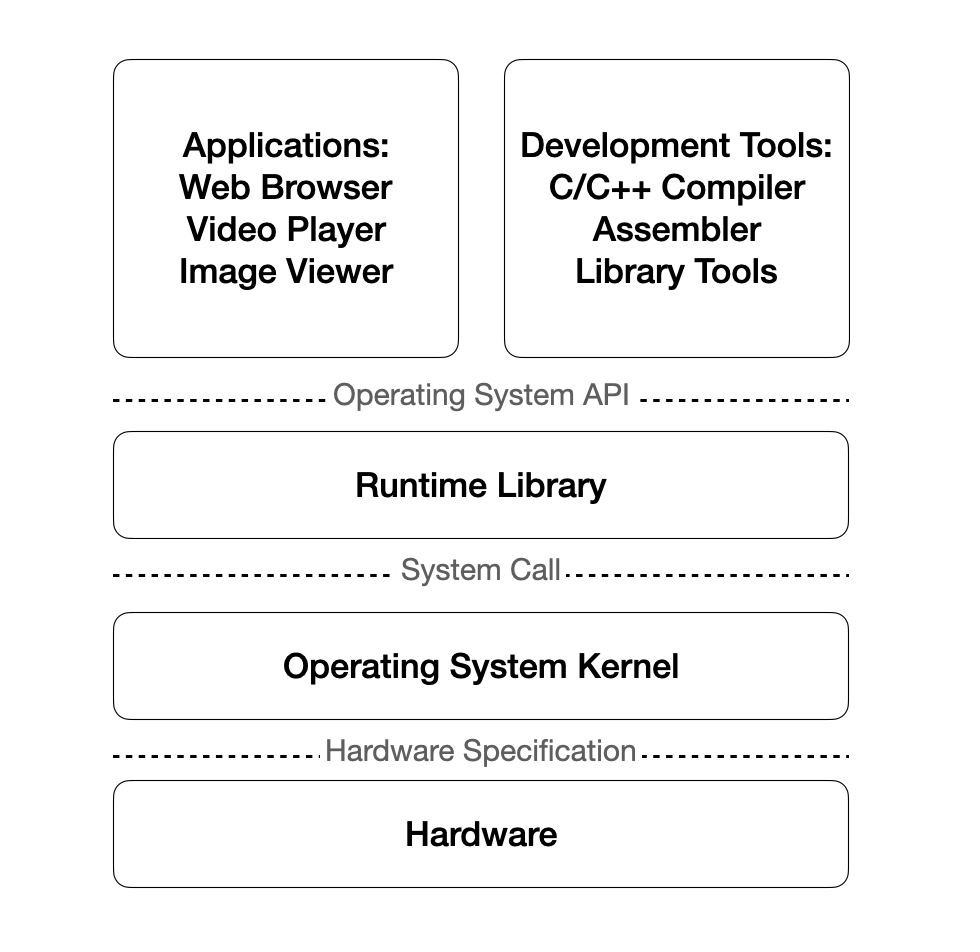 Applications:
Web Browser
Video Player
Image Viewer
Development Tools:
C/C++ Compiler
Assembler
Library Tools
Operating System API
Runtime Library
System Call
Operating System Kernel
Hardware Specification
Hardware